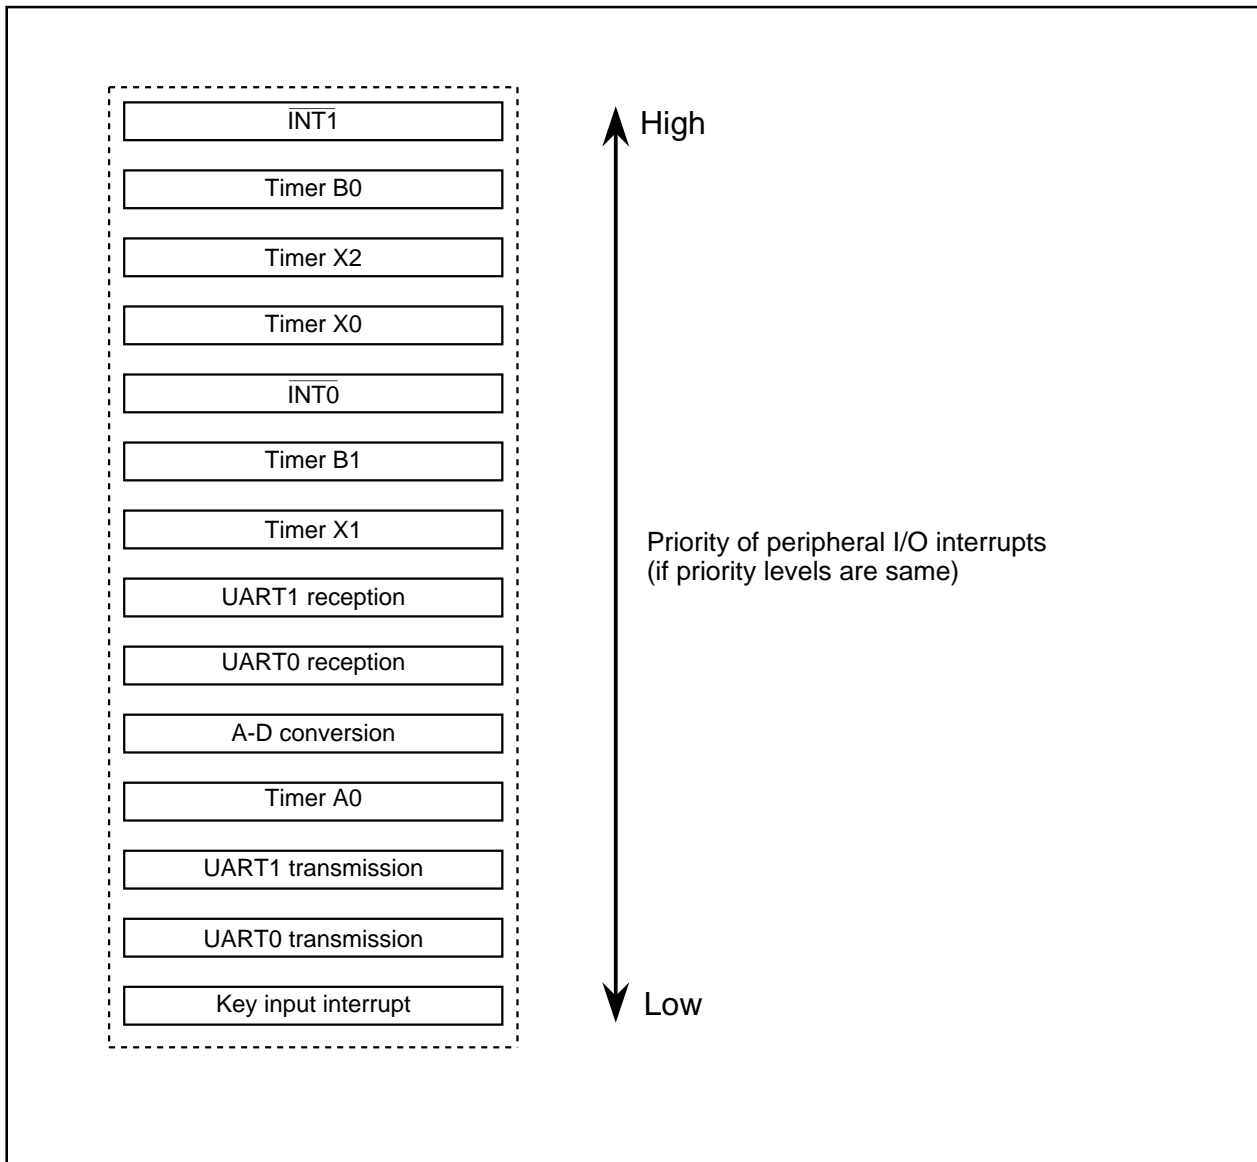 INT1
High
Timer B0
Timer X2
Timer X0
INT0
Timer B1
Timer X1
Priority of peripheral I/O interrupts
(if priority levels are same)
UART1 reception
UART0 reception
A-D conversion
Timer A0
UART1 transmission
UART0 transmission
Key input interrupt
Low